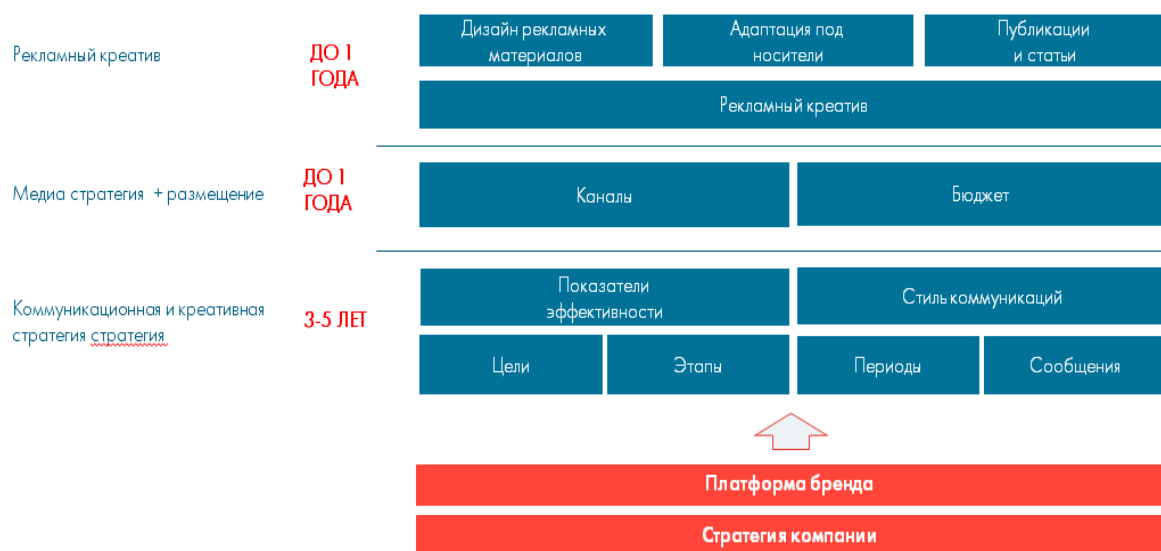 Дизайн рекламных
материалов
Адаптация под
носители
Публикации
и статьи
Рекламный креатив
ДО 1
ГОДА
Рекламный креатив
Медиа стратегия + размещение
ДО 1
ГОДА
Каналы
Бюджет
Показатели
эффективности
Стиль коммуникаций
Коммуникационная и креативная
стратегия стратегия
3-5 ЛЕТ
Цели
Этапы
Периоды
Сообщения
Платформа бренда
Стратегия компании